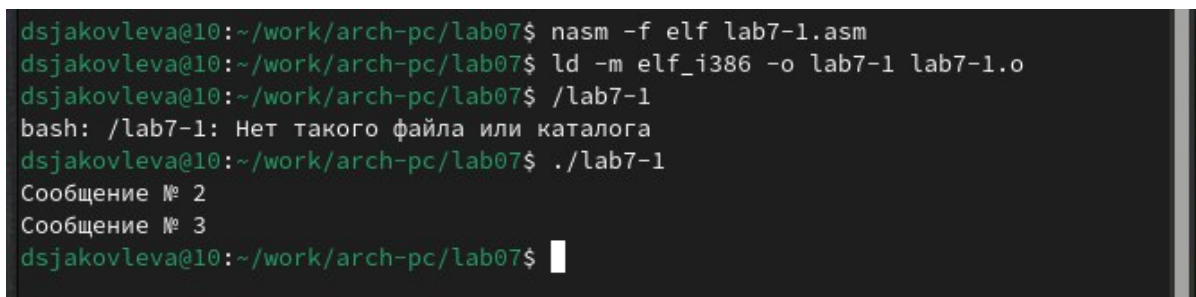 dsjakovleva@10:~/work/arch-pc/lab07$ nasm -f elf lab7-1.asm
dsjakovleva@10:~/work/arch-pc/lab07$ ld -m elf_i386 -o lab7-1 lab7-1.o
dsjakovleva@10:~/work/arch-pc/lab07$ /lab7-1
bash: /lab7-1: Нет такого файла или каталога
dsjakovleva@10:~/work/arch-pc/lab07$ ./lab7-1
Сообщение № 2
Сообщение № 3
dsjakovleva@10:~/work/arch-pc/lab07$